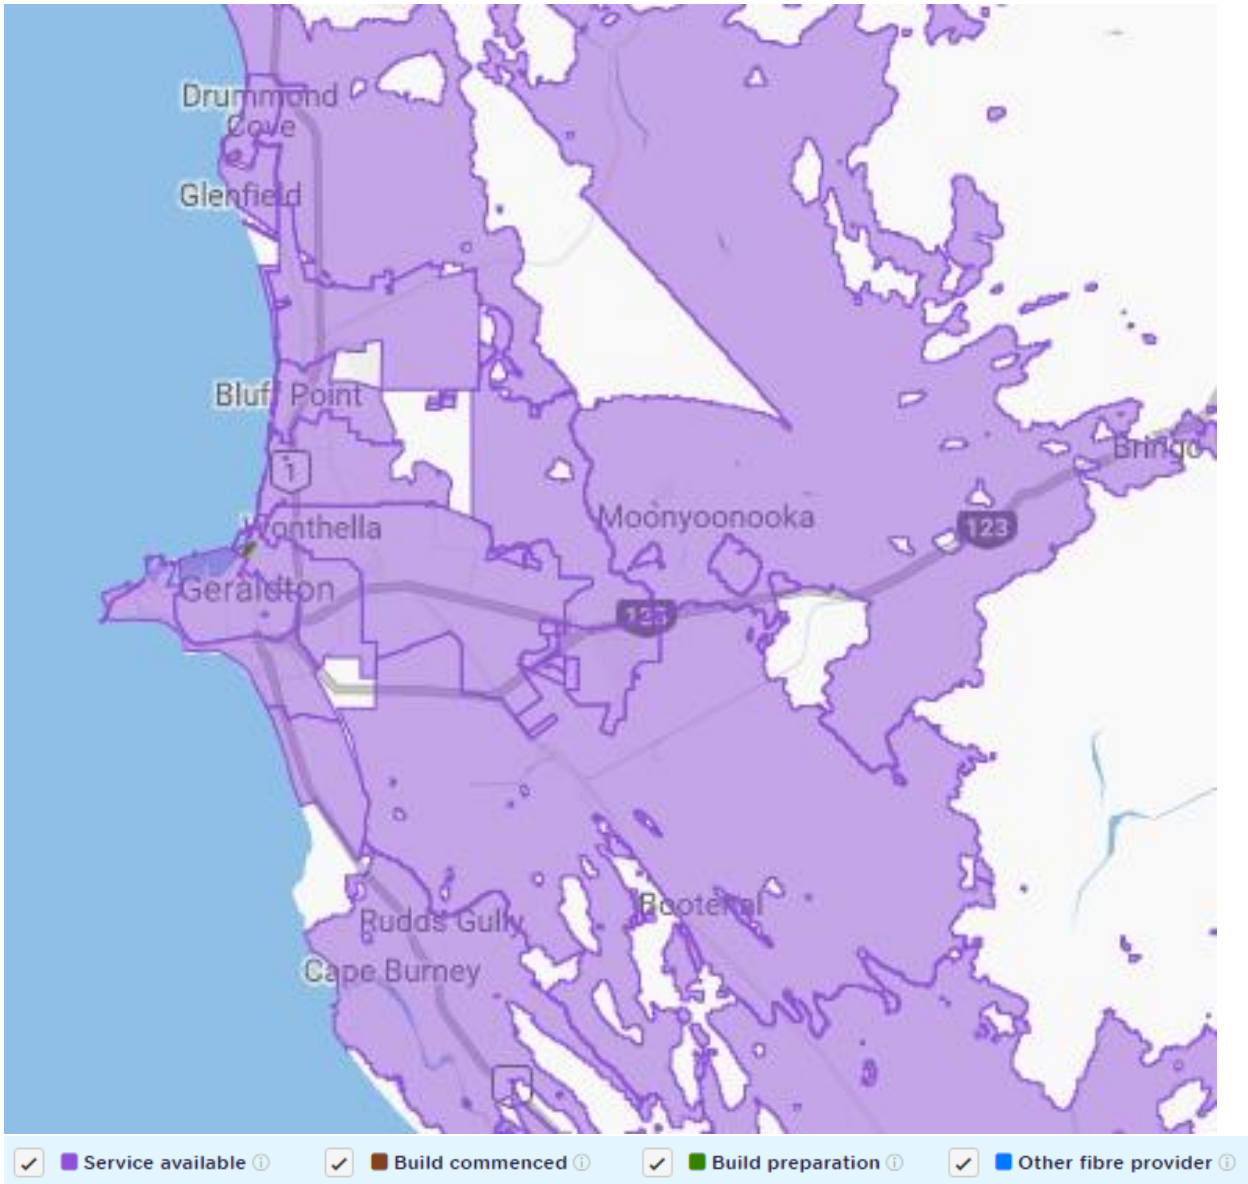 Drummond
Cove
Glenfield
Bluff Point
1
Wonthella
Moonyoonooka
Bringo
123
Geraldton
123
Bootenal
Rudds Gully
Cape Burney
1
Service available
Build commenced
Build preparation
Other fibre provider